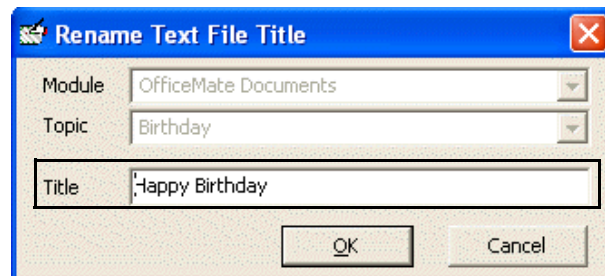 Rename Text File Title
Module OfficeMate Documents
Topic Birthday
Title Happy Birthday
OK Cancel